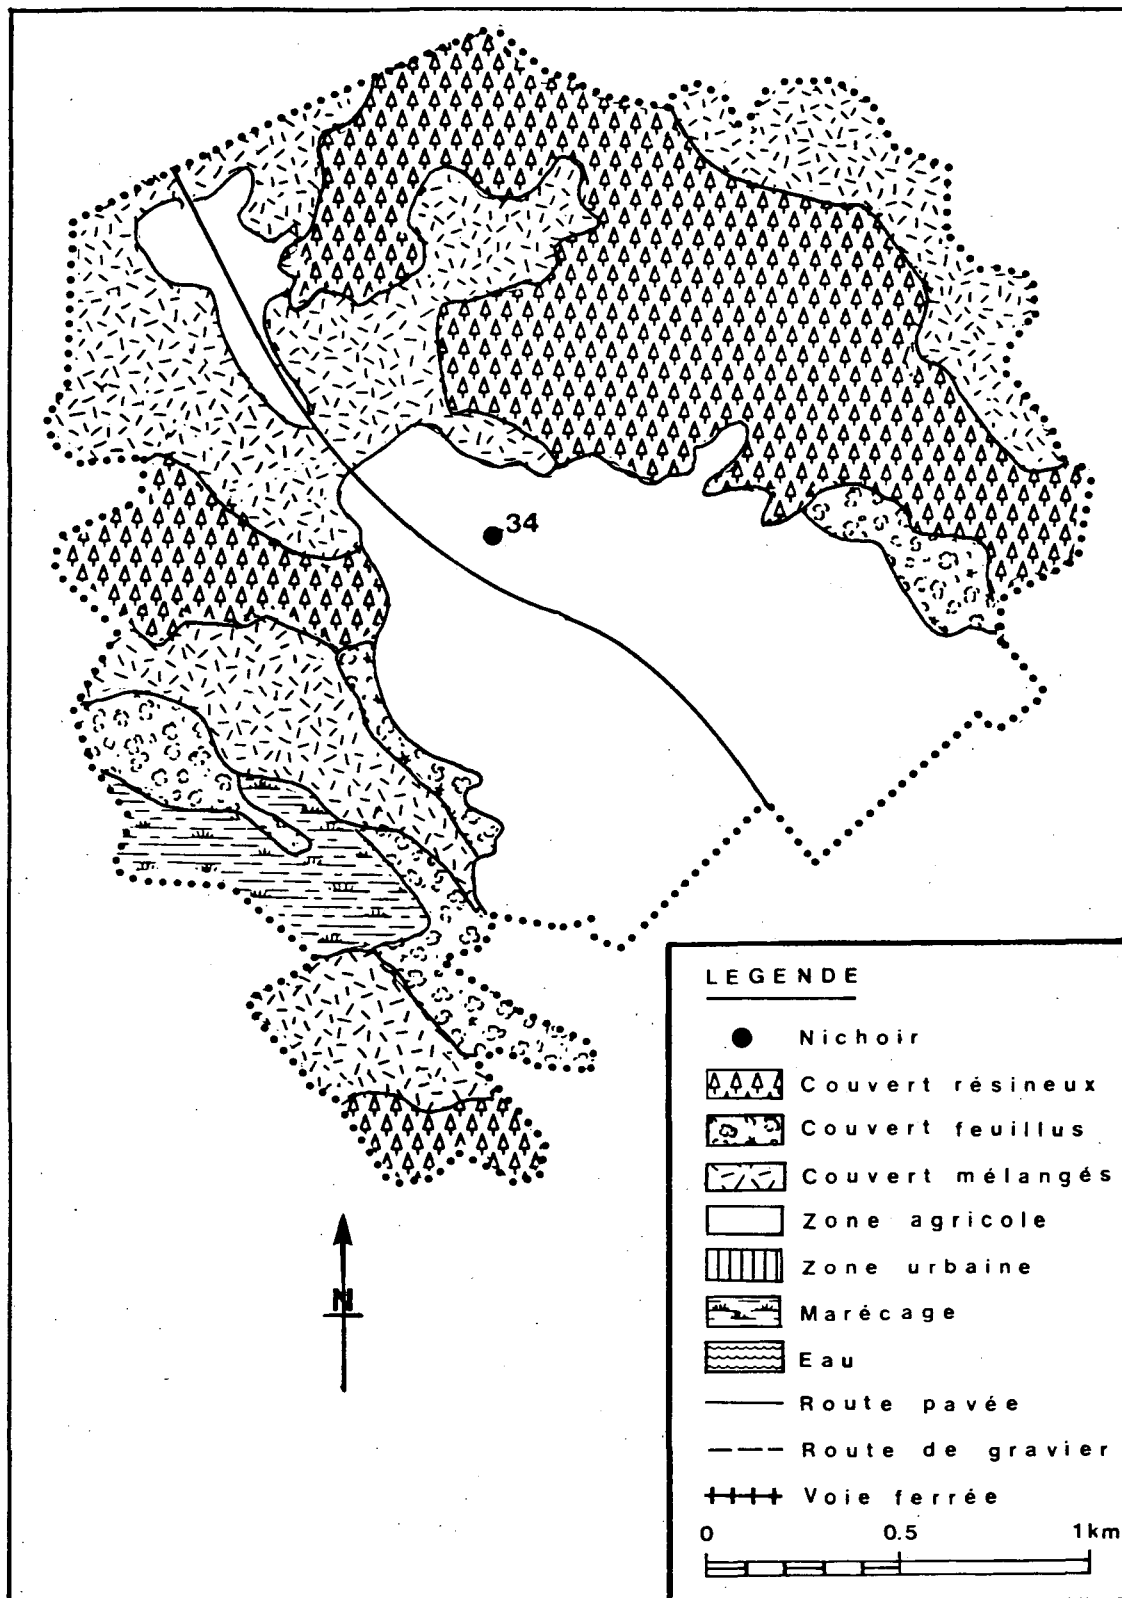 34
N
LEGENDE
Nichoir
Couvert résineux
Couvert feuillus
Couvert mélangés
Zone agricole
Zone urbaine
Marécage
Eau
Route pavée
Route de gravier
Voie ferrée
0 0.5 1km